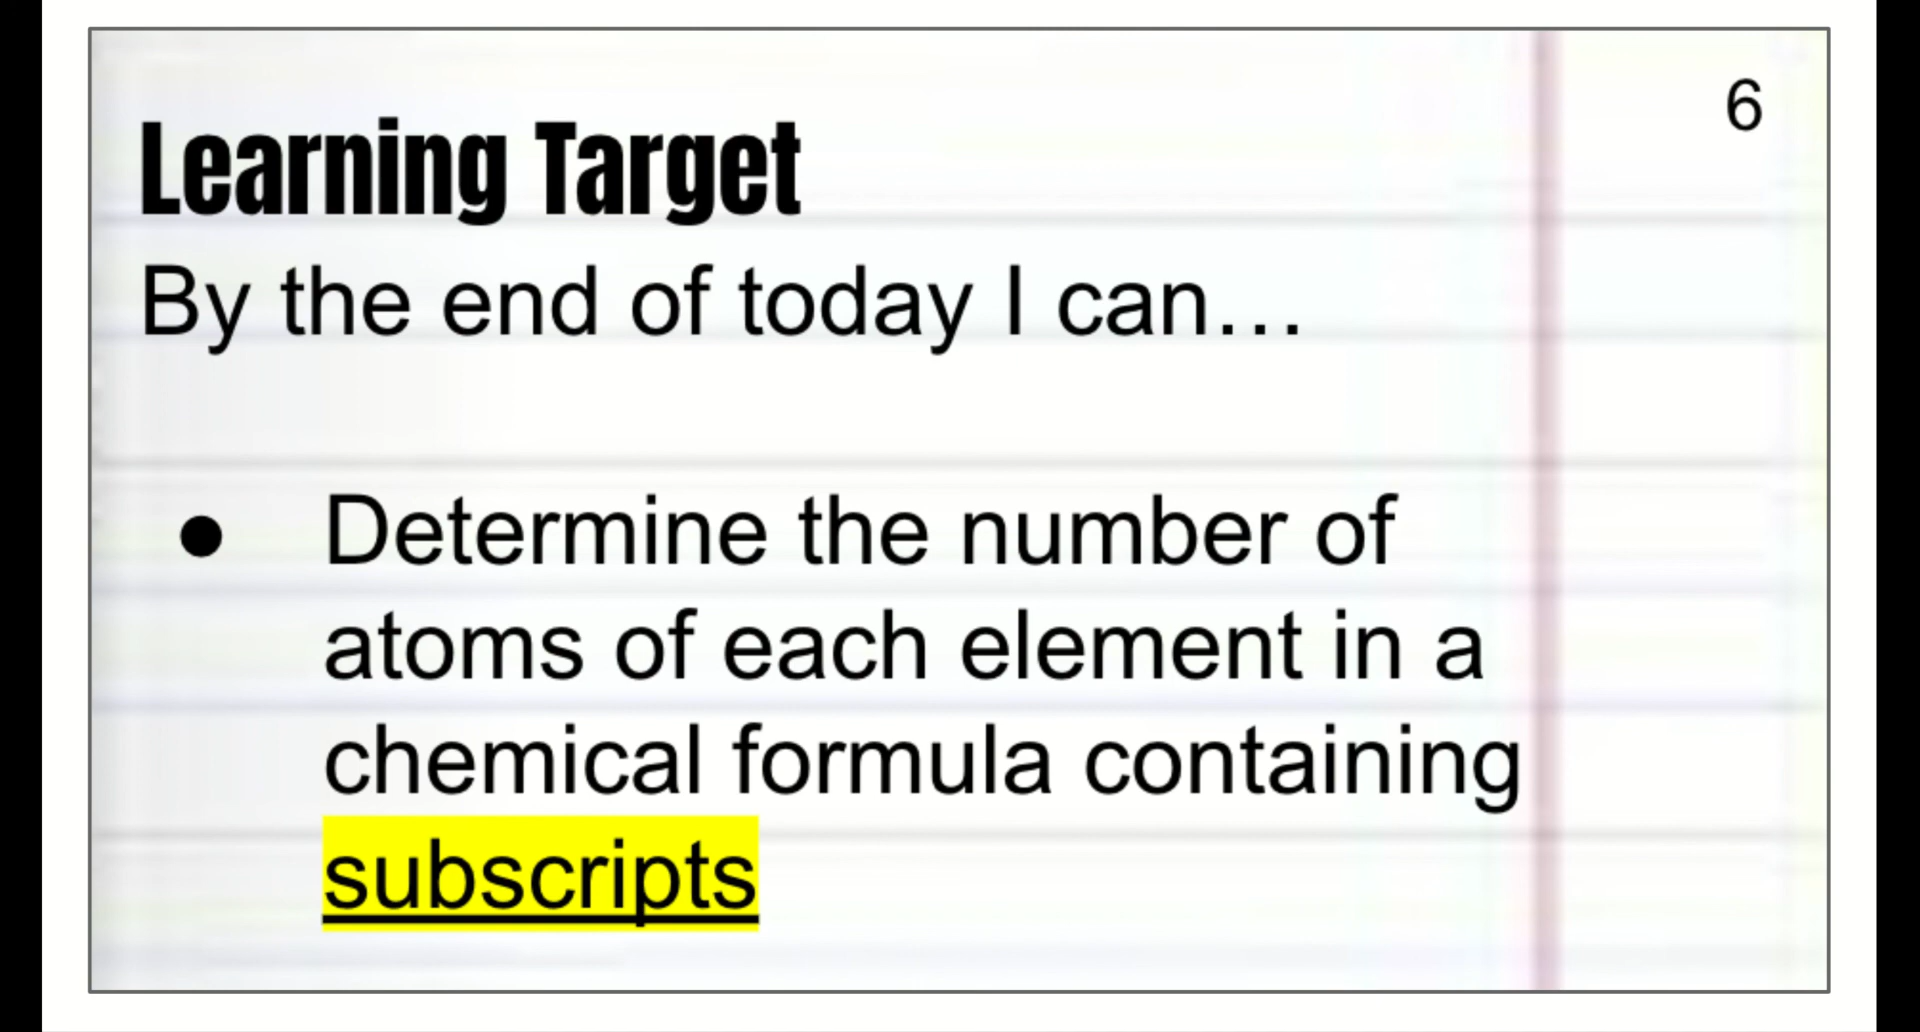 6
Learning Target
By the end of today I can…
● Determine the number of
atoms of each element in a
chemical formula containing
subscripts